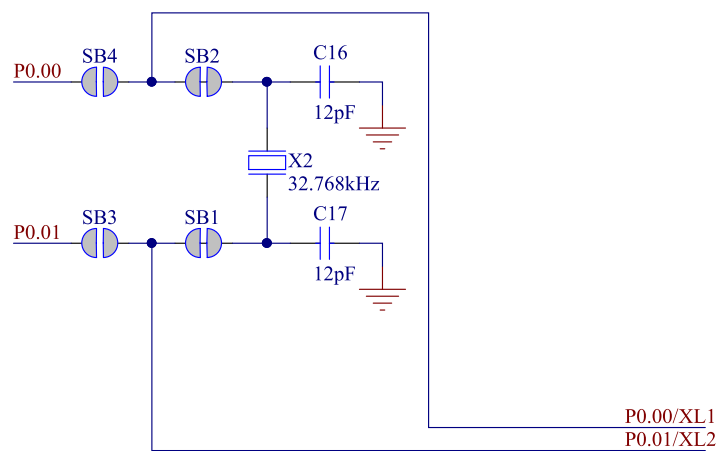 SB4
SB2
C16
P0.00
12pF
X2
32.768kHz
SB3
SB1
C17
P0.01
12pF
P0.00/XL1
P0.01/XL2